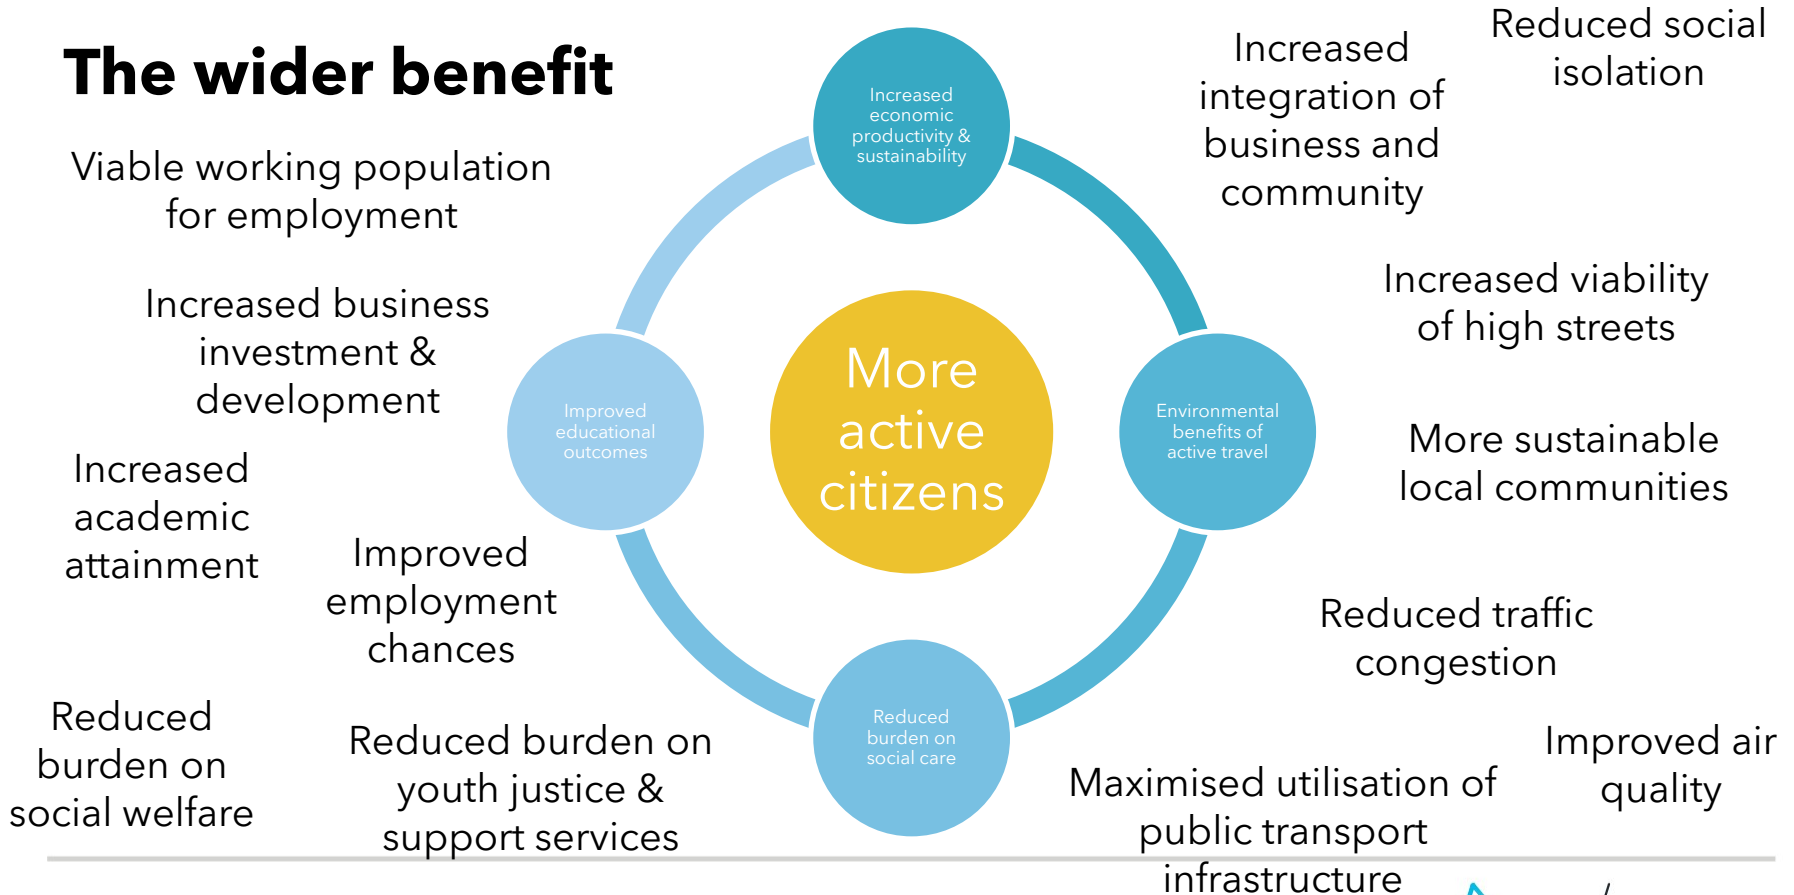 The wider benefit
Viable working population
for employment
Increased business
investment &
development
Increased
academic
attainment
Improved
employment
chances
Reduced
burden on
social welfare
Reduced burden on
youth justice &
support services
Increased
economic
productivity &
sustainability
Improved
educational
outcomes
More
active
citizens
Environmental
benefits of
active travel
Reduced
burden on
social care
Increased
integration of
business and
community
Reduced social
isolation
Increased viability
of high streets
More sustainable
local communities
Reduced traffic
congestion
Improved air
quality
Maximised utilisation of
public transport
infrastructure